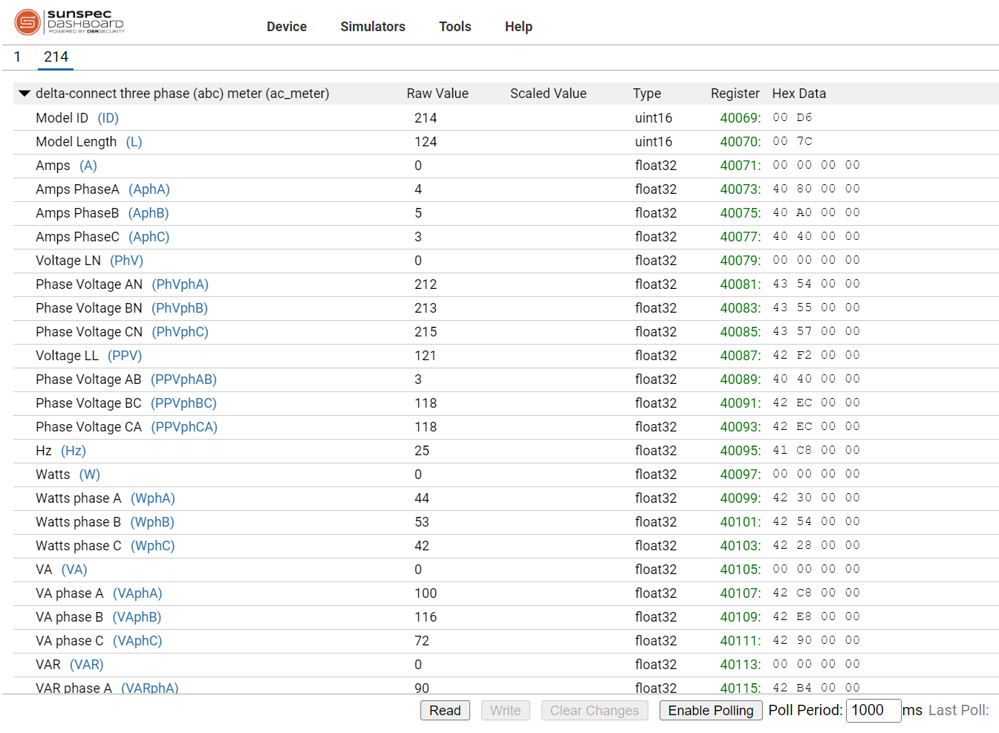 sunspec
DASHBOARD
POWERED BY DERSECURITY
Device Simulators Tools Help
1 214
delta-connect three phase (abc) meter (ac_meter) Raw Value Scaled Value Type Register Hex Data
Model ID (ID) 214 uint16 40069: 00 D6
Model Length (L) 124 uint16 40070: 00 7C
Amps (A) 0 float32 40071: 00 00 00 00
Amps PhaseA (AphA) 4 float32 40073: 40 80 00 00
Amps PhaseB (AphB) 5 float32 40075: 40 A0 00 00
Amps PhaseC (AphC) 3 float32 40077: 40 40 00 00
Voltage LN (PhV) 0 float32 40079: 00 00 00 00
Phase Voltage AN (PhVphA) 212 float32 40081: 43 54 00 00
Phase Voltage BN (PhVphB) 213 float32 40083: 43 55 00 00
Phase Voltage CN (PhVphC) 215 float32 40085: 43 57 00 00
Voltage LL (PPV) 121 float32 40087: 42 F2 00 00
Phase Voltage AB (PPVphAB) 3 float32 40089: 40 40 00 00
Phase Voltage BC (PPVphBC) 118 float32 40091: 42 EC 00 00
Phase Voltage CA (PPVphCA) 118 float32 40093: 42 EC 00 00
Hz (Hz) 25 float32 40095: 41 C8 00 00
Watts (W) 0 float32 40097: 00 00 00 00
Watts phase A (WphA) 44 float32 40099: 42 30 00 00
Watts phase B (WphB) 53 float32 40101: 42 54 00 00
Watts phase C (WphC) 42 float32 40103: 42 28 00 00
VA (VA) 0 float32 40105: 00 00 00 00
VA phase A (VAphA) 100 float32 40107: 42 C8 00 00
VA phase B (VAphB) 116 float32 40109: 42 E8 00 00
VA phase C (VAphC) 72 float32 40111: 42 90 00 00
VAR (VAR) 0 float32 40113: 00 00 00 00
VAR phase A (VARphA) 90 float32 40115: 42 B4 00 00
Read Write Clear Changes Enable Polling Poll Period: 1000 ms Last Poll: